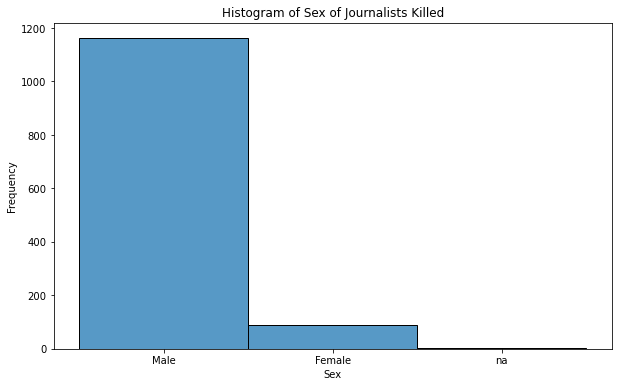 Histogram of Sex of Journalists Killed
1200
1000
800
600
400
200
0
Frequency
Male Female na
Sex